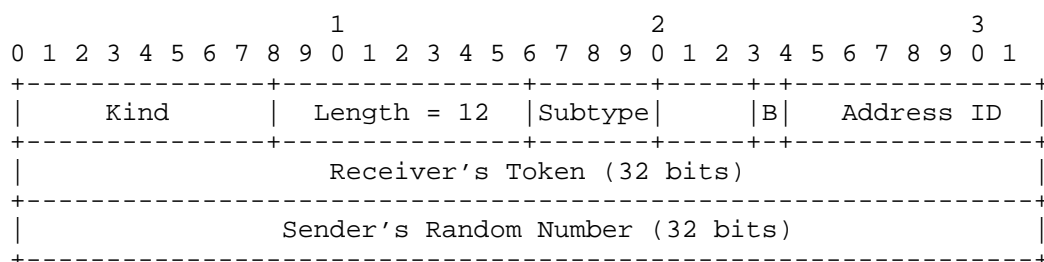 1                   2                   3
 0 1 2 3 4 5 6 7 8 9 0 1 2 3 4 5 6 7 8 9 0 1 2 3 4 5 6 7 8 9 0 1
+---------------+---------------+-------+-----+-+---------------+
|     Kind      |  Length = 12  |Subtype|     |B|   Address ID  |
+---------------+---------------+-------+-----+-+---------------+
|                   Receiver’s Token (32 bits)                  |
+---------------------------------------------------------------+
|                Sender’s Random Number (32 bits)               |
+---------------------------------------------------------------+